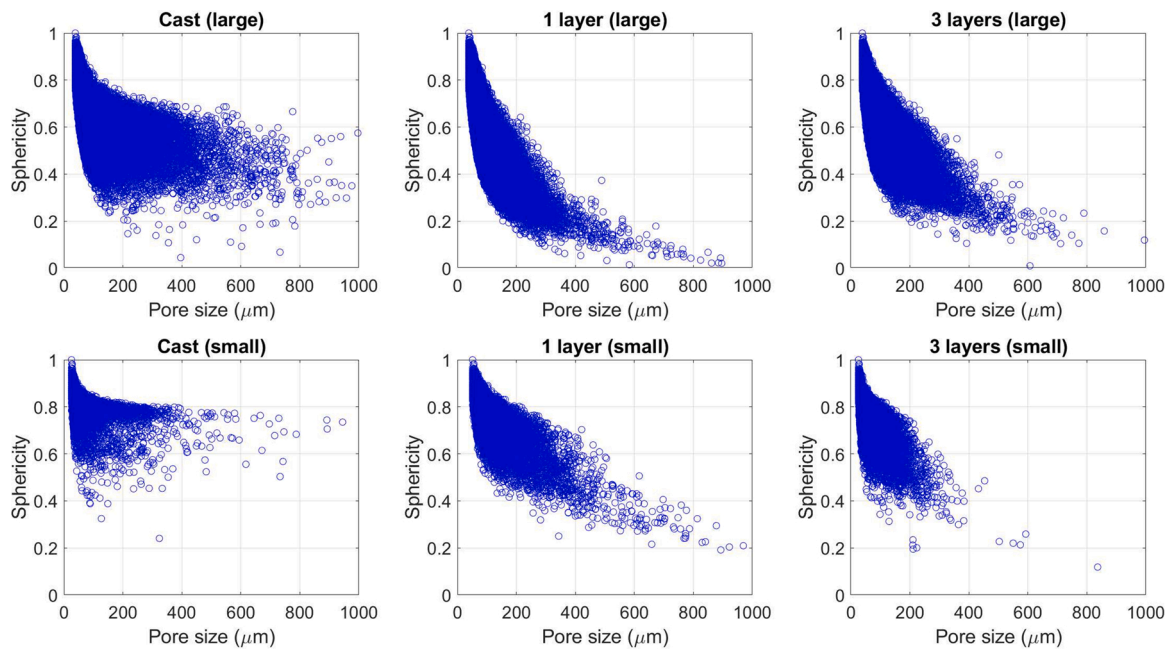 Cast (large)
1
0.8
0.6
0.4
0.2
0
Sphericity
0 200 400 600 800 1000
Pore size (μm)
1 layer (large)
1
0.8
0.6
0.4
0.2
0
Sphericity
0 200 400 600 800 1000
Pore size (μm)
3 layers (large)
1
0.8
0.6
0.4
0.2
0
Sphericity
0 200 400 600 800 1000
Pore size (μm)
Cast (small)
1
0.8
0.6
0.4
0.2
0
Sphericity
0 200 400 600 800 1000
Pore size (μm)
1 layer (small)
1
0.8
0.6
0.4
0.2
0
Sphericity
0 200 400 600 800 1000
Pore size (μm)
3 layers (small)
1
0.8
0.6
0.4
0.2
0
Sphericity
0 200 400 600 800 1000
Pore size (μm)